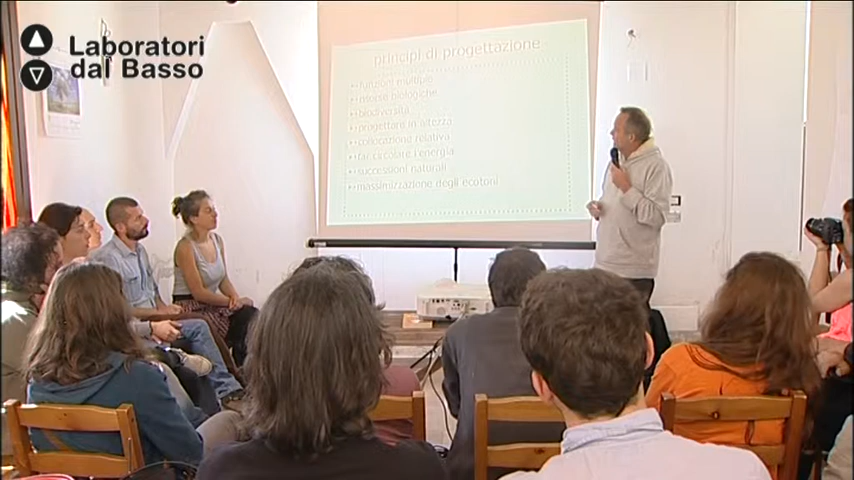 Laboratori
dal Basso
principi di progettazione
funzioni multiple
risorse biologiche
biodiversità
progettare in altezza
collocazione relativa
far circolare l'energia
successioni naturali
massimizzazione degli ecotoni